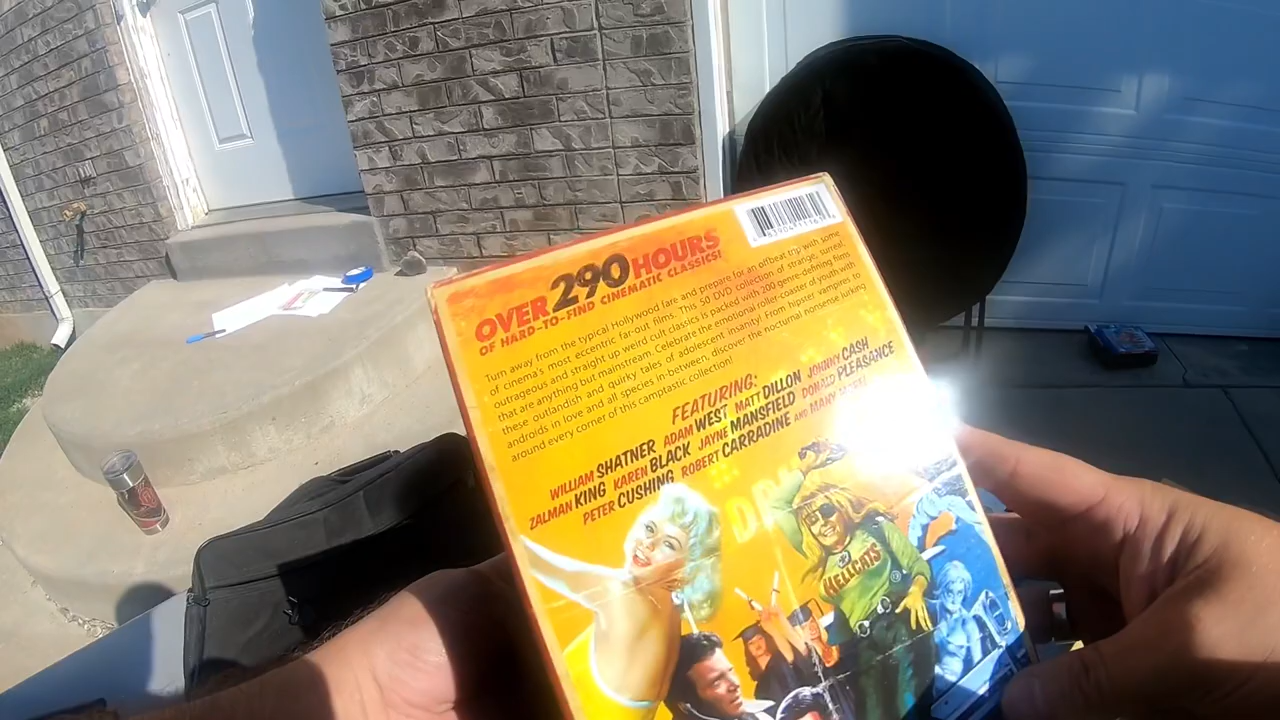 OVER 290 HOURS
OF HARD-TO-FIND CINEMATIC CLASSICS!
Turn away from the typical Hollywood fare and prepare for an offbeat trip with some
of cinema's most eccentric far-out films. This 50 DVD collection of strange, surreal,
outrageous and straight up weird cult classics is packed with 200 genre-defining films
that are anything but mainstream. Celebrate the emotional roller-coaster of youth with
these outlandish and quirky tales of adolescent insanity! From hipster vampires to
androids in love and all species in-between, discover the nocturnal nonsense lurking
around every corner of this camptastic collection!
FEATURING:
WILLIAM SHATNER ADAM WEST MATT DILLON JOHNNY CASH
ZALMAN KING KAREN BLACK JAYNE MANSFIELD DONALD PLEASANCE
PETER CUSHING ROBERT CARRADINE AND MANY MORE!
HELLCATS